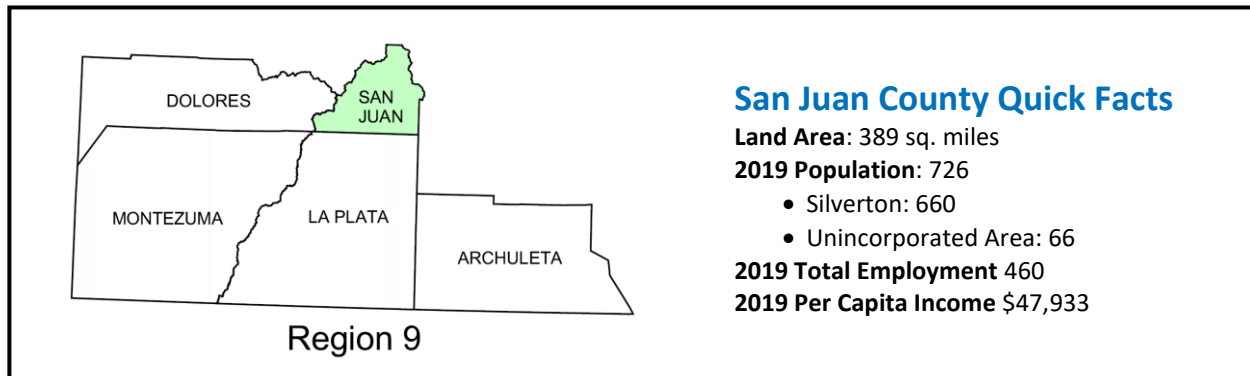 DOLORES
SAN
JUAN
MONTEZUMA
LA PLATA
ARCHULETA
Region 9
San Juan County Quick Facts
Land Area: 389 sq. miles
2019 Population: 726
• Silverton: 660
• Unincorporated Area: 66
2019 Total Employment 460
2019 Per Capita Income $47,933